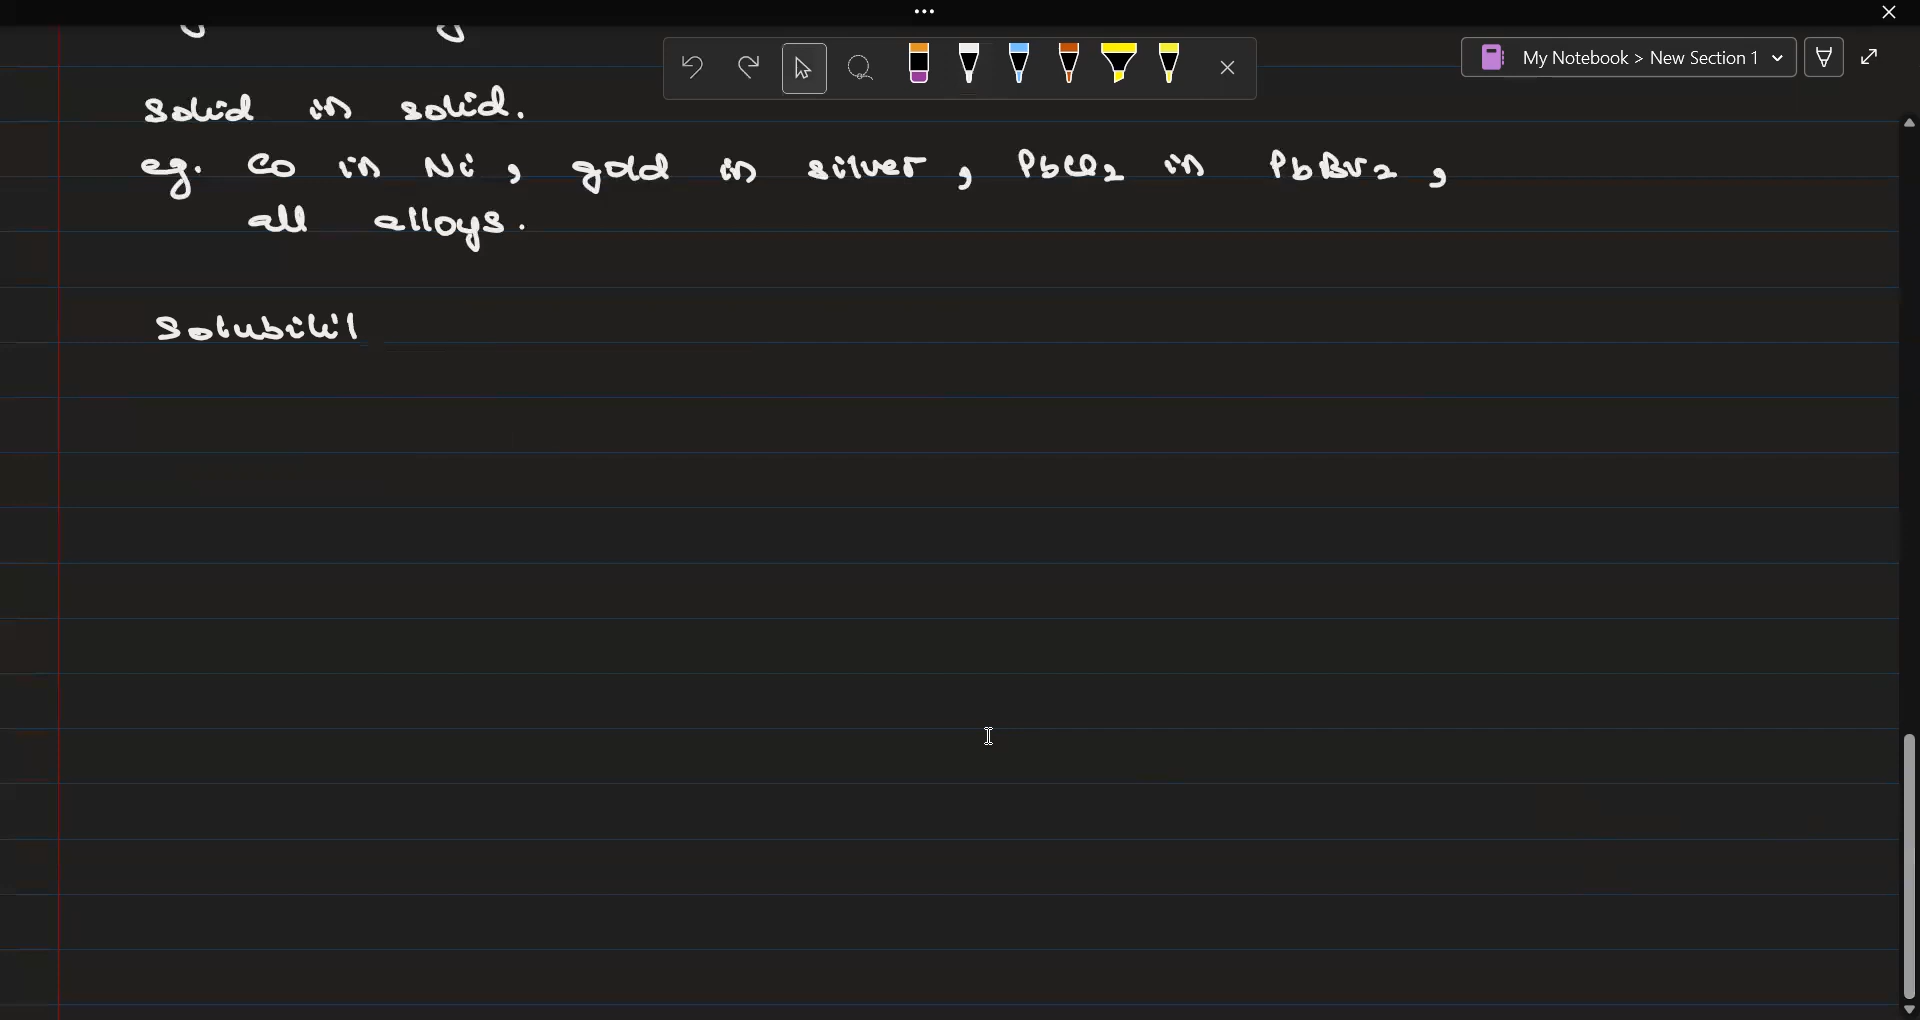 My Notebook > New Section 1
solid in solid.
eg. Co in Ni, gold in silver, PbCl₂ in PbBr₂,
all alloys.
Solubili